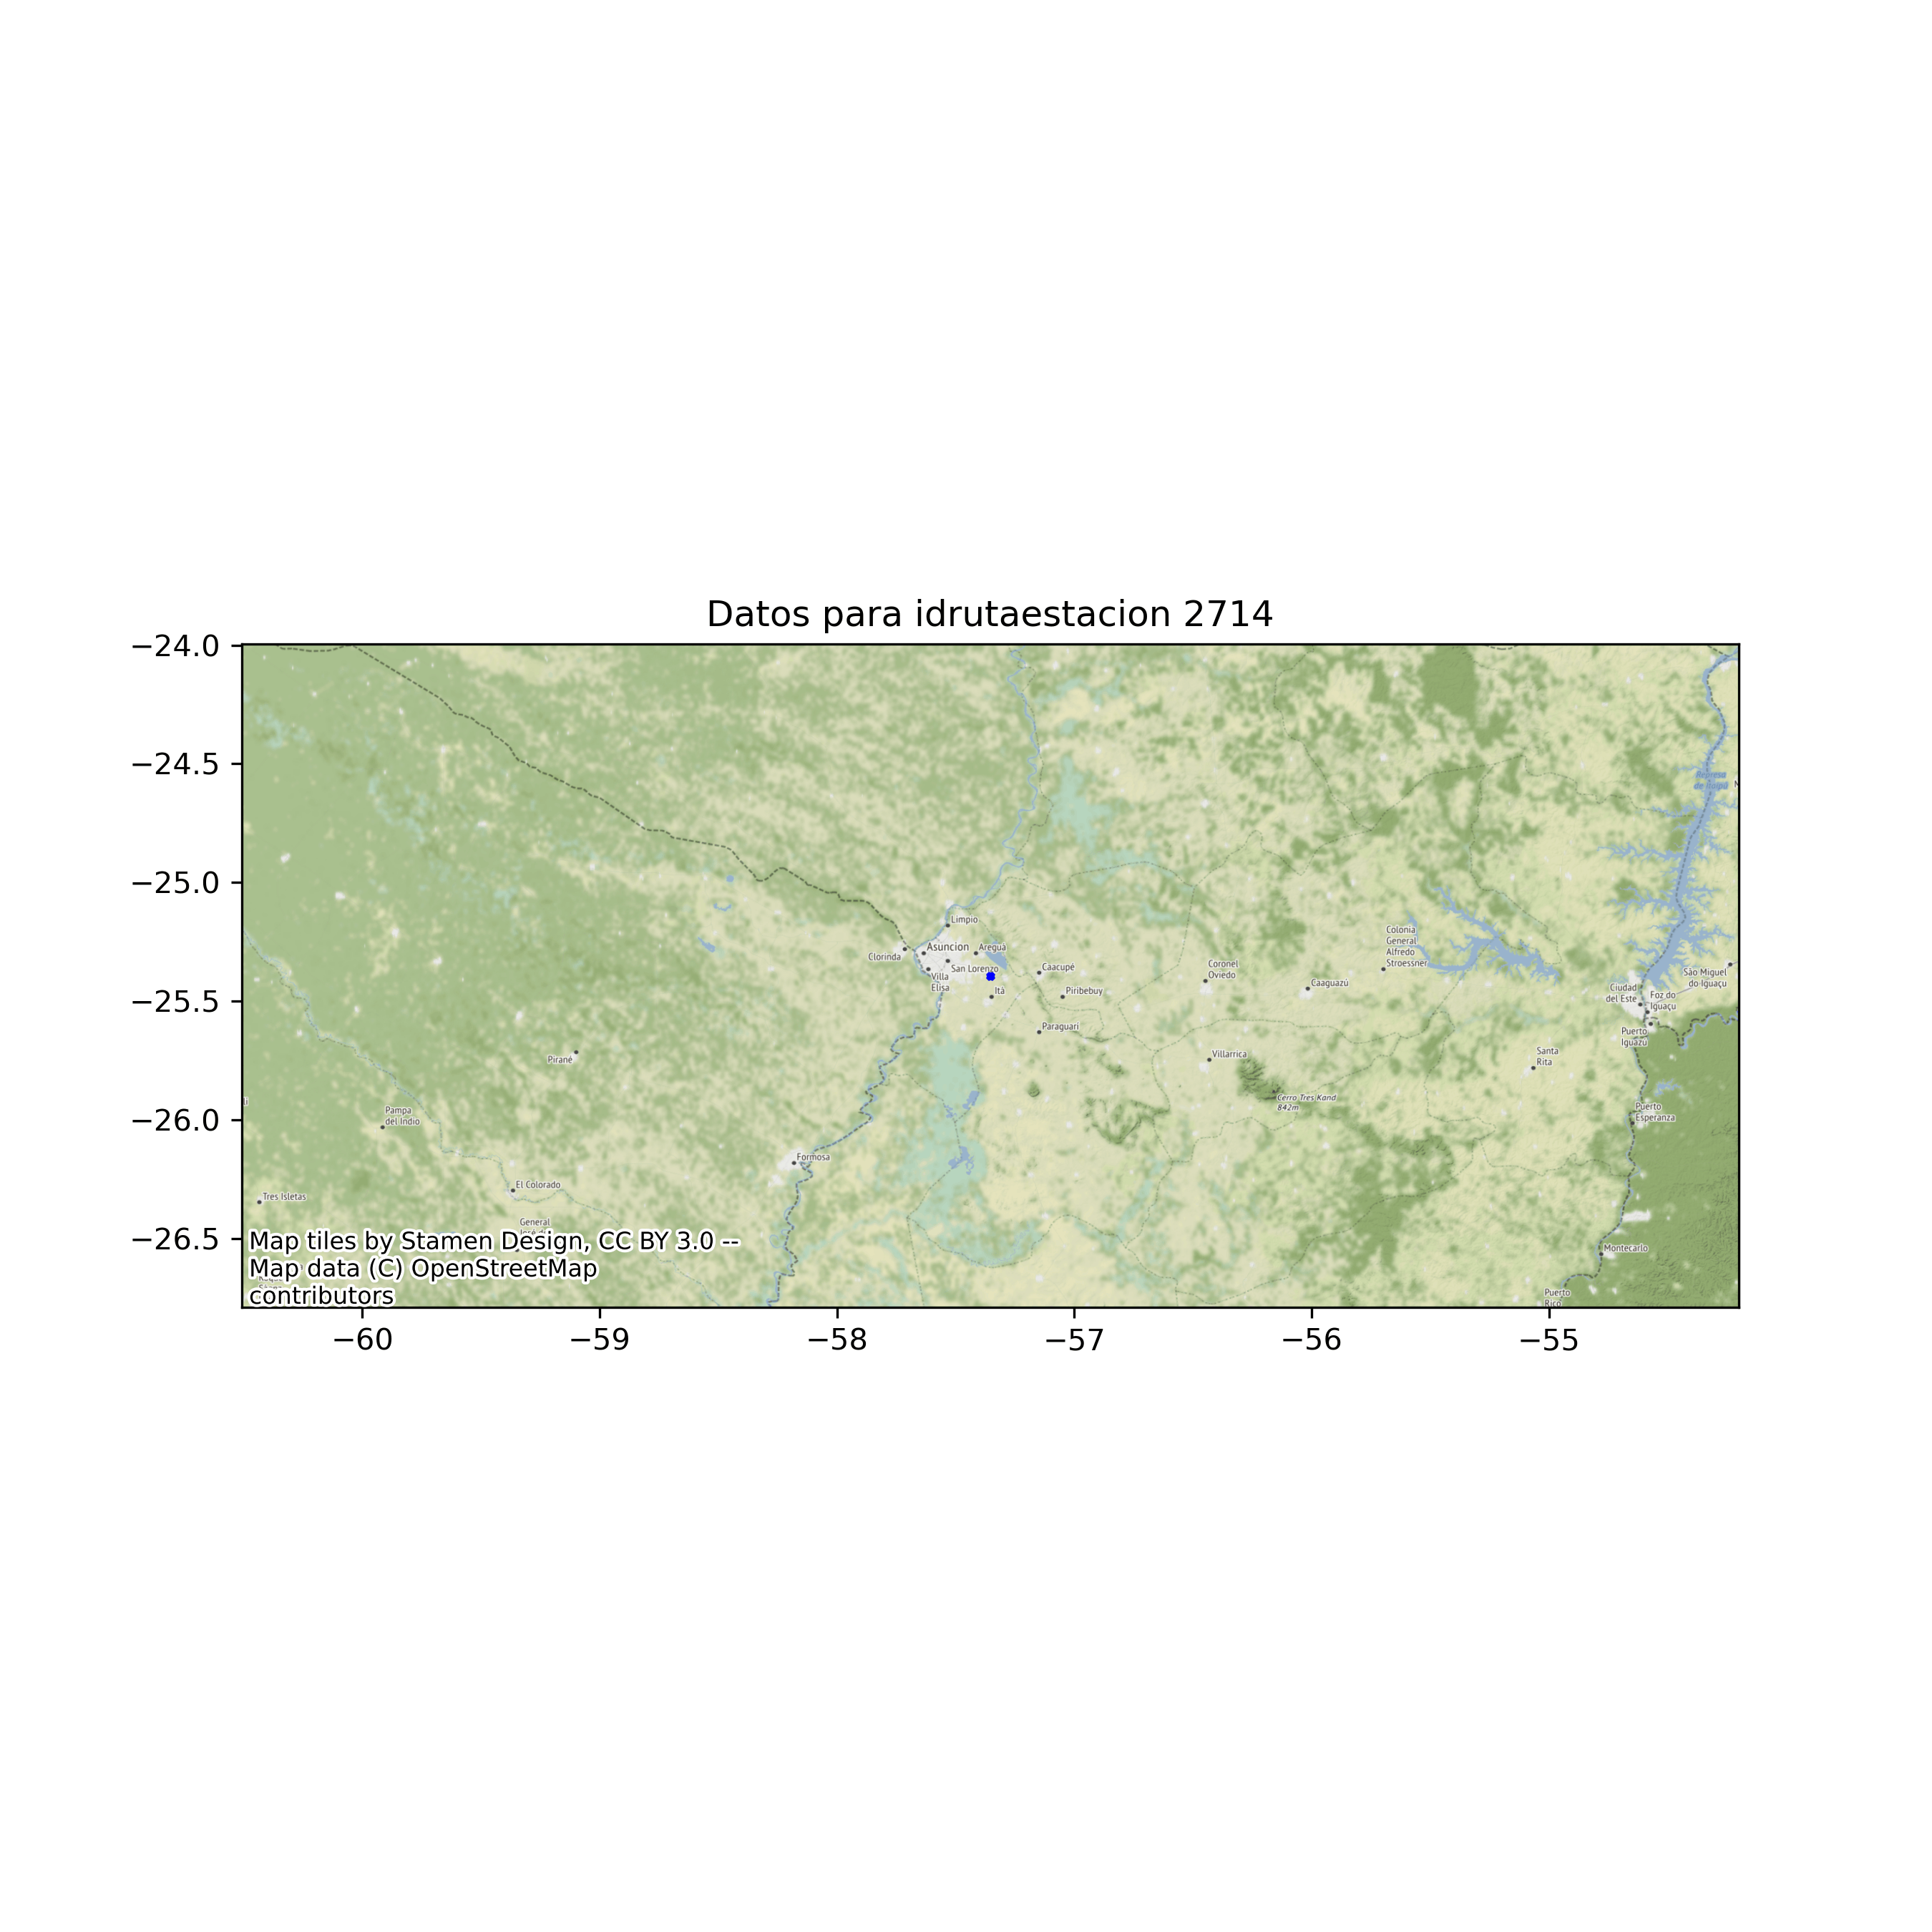 Datos para idrutaestacion 2714
−24.0
−24.5
−25.0
−25.5
−26.0
−26.5
−60
−59
−58
−57
−56
−55
Limpio
Asuncion
Aregua
Clorinda
San Lorenzo
Villa
Elisa
Itá
Caacupé
Piribebuy
Paraguarí
Coronel
Oviedo
Caaguazú
Colonia
General
Alfredo
Stroessner
São Miguel
do Iguaçu
Ciudad
del Este
Foz do
Iguaçu
Puerto
Iguazú
Villarrica
Santa
Rita
Cerro Tres Kandú
842m
Pirané
Pampa
del Indio
Puerto
Esperanza
Formosa
El Colorado
Tres Isletas
General
Montecarlo
Puerto
Rico
Map tiles by Stamen Design, CC BY 3.0 --
Map data (C) OpenStreetMap
contributors